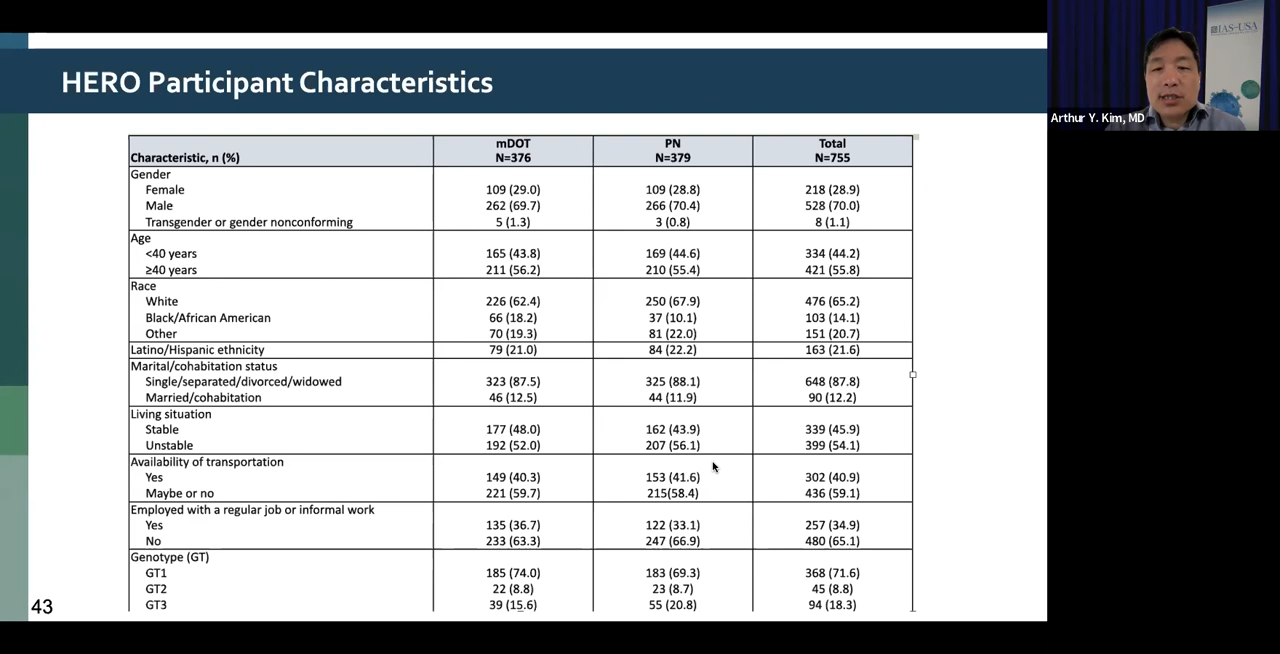 IAS–USA
HERO Participant Characteristics
Arthur Y. Kim, MD
Characteristic, n (%) mDOT N=376 PN N=379 Total N=755
Gender
Female 109 (29.0) 109 (28.8) 218 (28.9)
Male 262 (69.7) 266 (70.4) 528 (70.0)
Transgender or gender nonconforming 5 (1.3) 3 (0.8) 8 (1.1)
Age
<40 years 165 (43.8) 169 (44.6) 334 (44.2)
≥40 years 211 (56.2) 210 (55.4) 421 (55.8)
Race
White 226 (62.4) 250 (67.9) 476 (65.2)
Black/African American 66 (18.2) 37 (10.1) 103 (14.1)
Other 70 (19.3) 81 (22.0) 151 (20.7)
Latino/Hispanic ethnicity 79 (21.0) 84 (22.2) 163 (21.6)
Marital/cohabitation status
Single/separated/divorced/widowed 323 (87.5) 325 (88.1) 648 (87.8)
Married/cohabitation 46 (12.5) 44 (11.9) 90 (12.2)
Living situation
Stable 177 (48.0) 162 (43.9) 339 (45.9)
Unstable 192 (52.0) 207 (56.1) 399 (54.1)
Availability of transportation
Yes 149 (40.3) 153 (41.6) 302 (40.9)
Maybe or no 221 (59.7) 215(58.4) 436 (59.1)
Employed with a regular job or informal work
Yes 135 (36.7) 122 (33.1) 257 (34.9)
No 233 (63.3) 247 (66.9) 480 (65.1)
Genotype (GT)
GT1 185 (74.0) 183 (69.3) 368 (71.6)
GT2 22 (8.8) 23 (8.7) 45 (8.8)
GT3 39 (15.6) 55 (20.8) 94 (18.3)
43